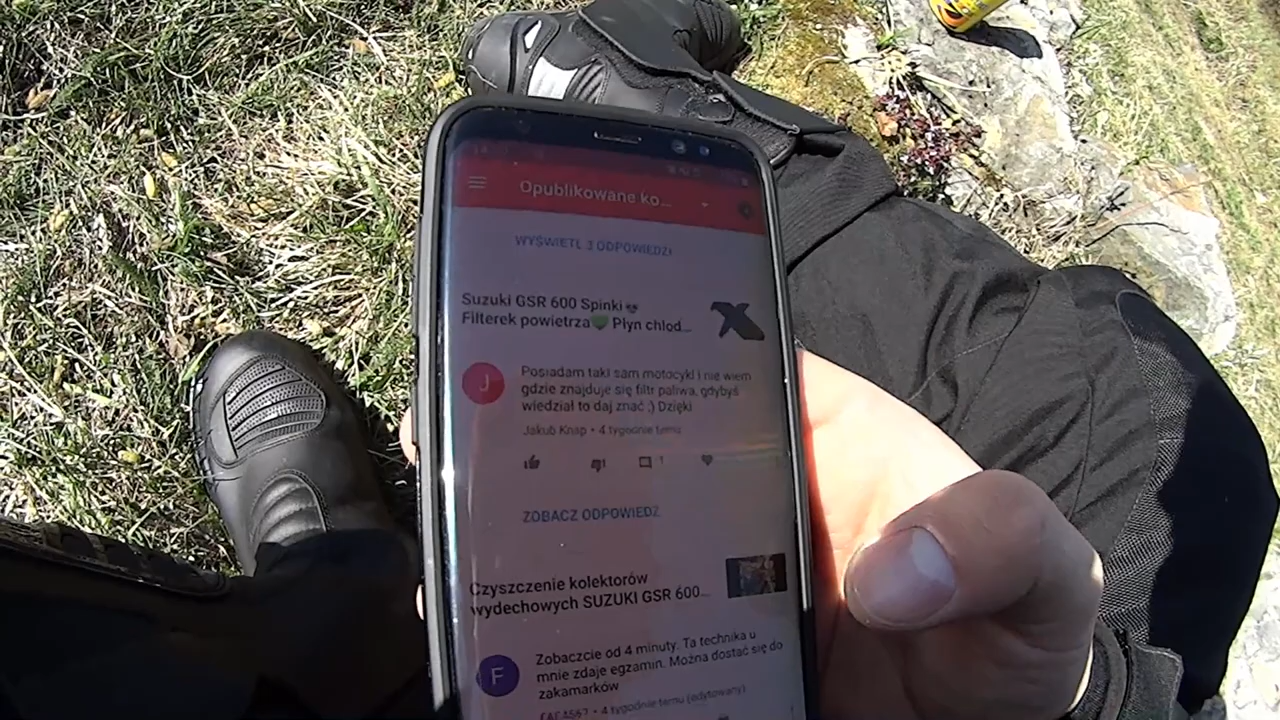 Opublikowane ko...
WYŚWIETL 3 ODPOWIEDZI
Suzuki GSR 600 Spinki
Filterek powietrza💚 Płyn chłod...
J
Posiadam taki sam motocykl i nie wiem
gdzie znajduje się filtr paliwa, gdybyś
wiedział to daj znać ;) Dzięki
Jakub Knap • 4 tygodnie temu
1
ZOBACZ ODPOWIEDŹ
Czyszczenie kolektorów
wydechowych SUZUKI GSR 600...
F
Zobaczcie od 4 minuty. Ta technika u
mnie zdaje egzamin. Można dostać się do
zakamarków
• 4 tygodnie temu (edytowany)